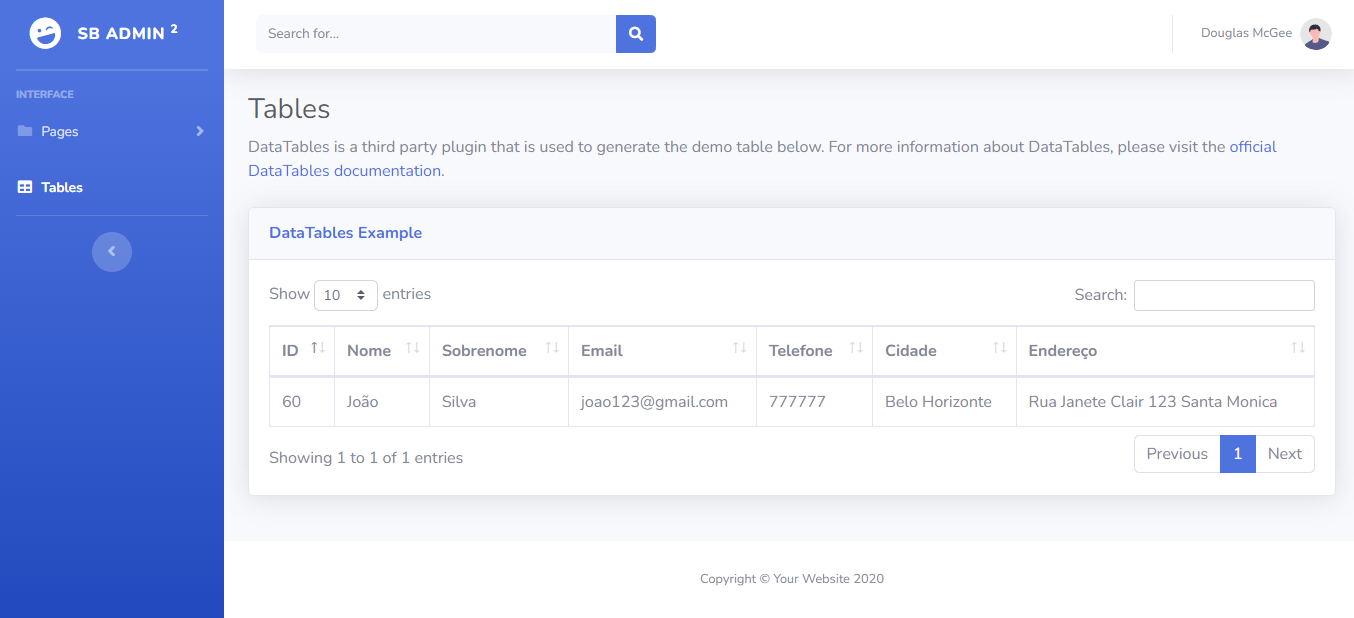 SB ADMIN 2
Search for...
Douglas McGee
INTERFACE
Pages
Tables
Tables
DataTables is a third party plugin that is used to generate the demo table below. For more information about DataTables, please visit the official
DataTables documentation.
DataTables Example
Show 10 entries
Search:
ID Nome Sobrenome Email Telefone Cidade Endereço
60 João Silva joao123@gmail.com 777777 Belo Horizonte Rua Janete Clair 123 Santa Monica
Showing 1 to 1 of 1 entries
Previous 1 Next
Copyright © Your Website 2020